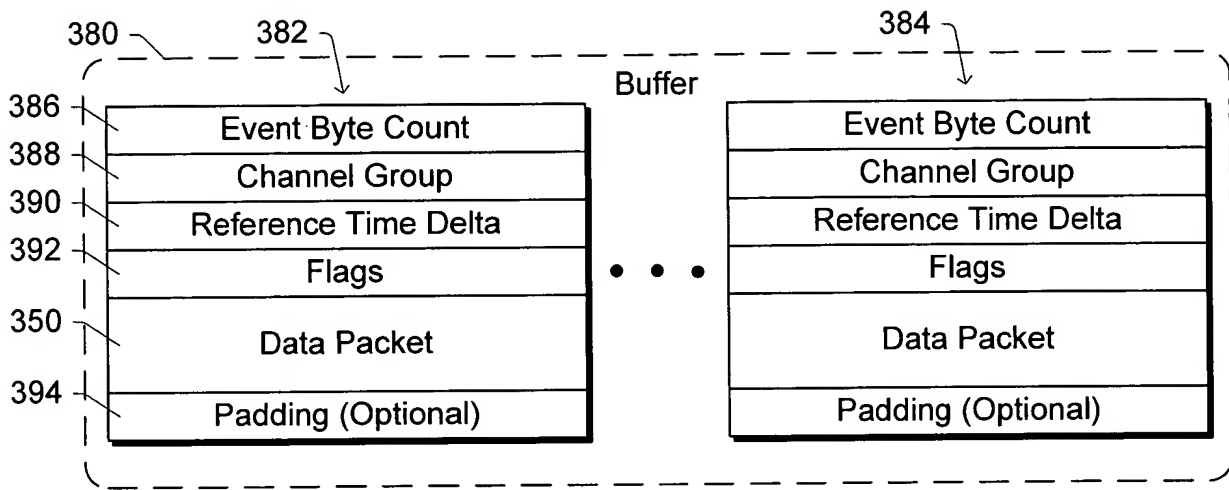 380
382
384
Buffer
386
Event Byte Count
388
Channel Group
390
Reference Time Delta
392
Flags
350
Data Packet
394
Padding (Optional)
Event Byte Count
Channel Group
Reference Time Delta
Flags
Data Packet
Padding (Optional)